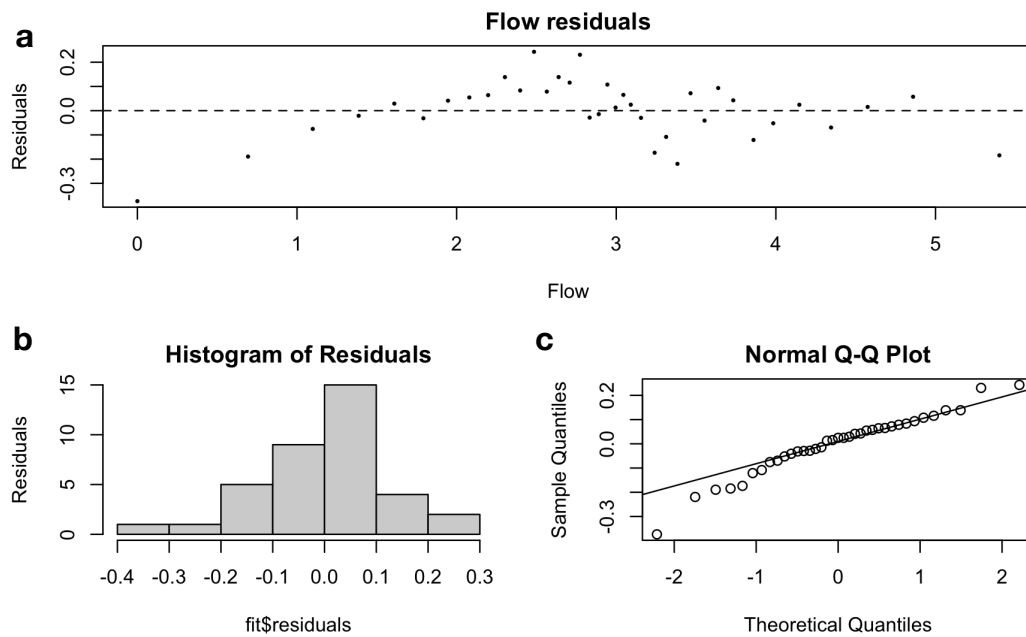 a
Flow residuals
Residuals
0.2
0.0
-0.3
0 1 2 3 4 5
Flow
b
Histogram of Residuals
Residuals
15
10
5
0
-0.4 -0.3 -0.2 -0.1 0.0 0.1 0.2 0.3
fit$residuals
c
Normal Q-Q Plot
Sample Quantiles
0.2
0.0
-0.3
-2 -1 0 1 2
Theoretical Quantiles